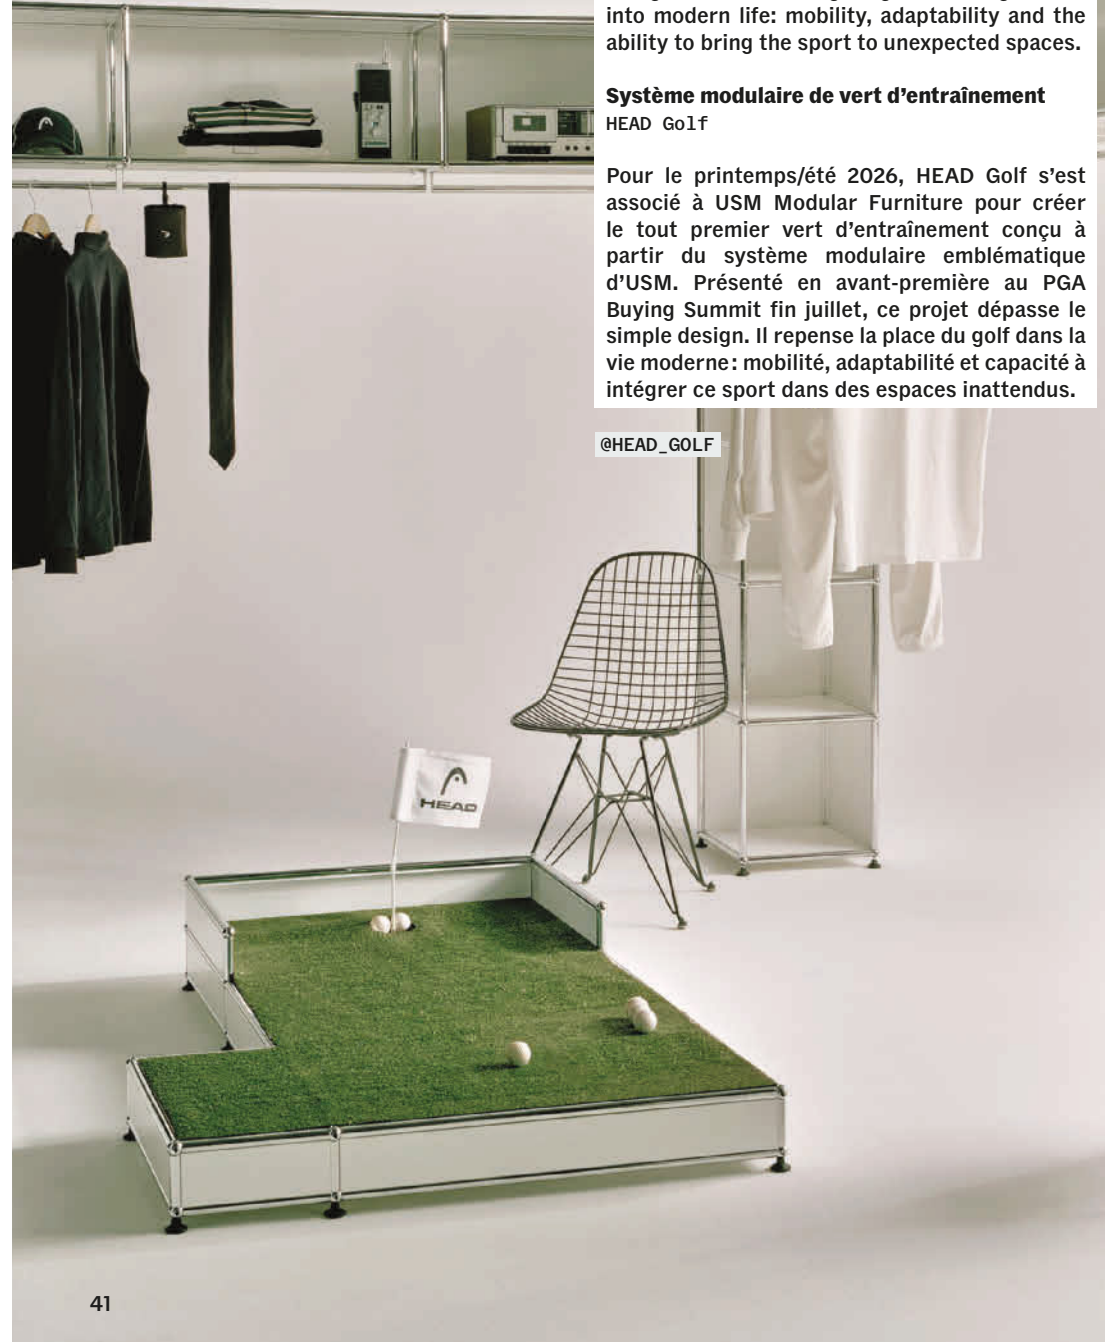 into modern life: mobility, adaptability and the
ability to bring the sport to unexpected spaces.
Système modulaire de vert d’entraînement
HEAD Golf
Pour le printemps/été 2026, HEAD Golf s’est
associé à USM Modular Furniture pour créer
le tout premier vert d’entraînement conçu à
partir du système modulaire emblématique
d’USM. Présenté en avant-première au PGA
Buying Summit fin juillet, ce projet dépasse le
simple design. Il repense la place du golf dans la
vie moderne : mobilité, adaptabilité et capacité à
intégrer ce sport dans des espaces inattendus.
@HEAD_GOLF
HEAD
41